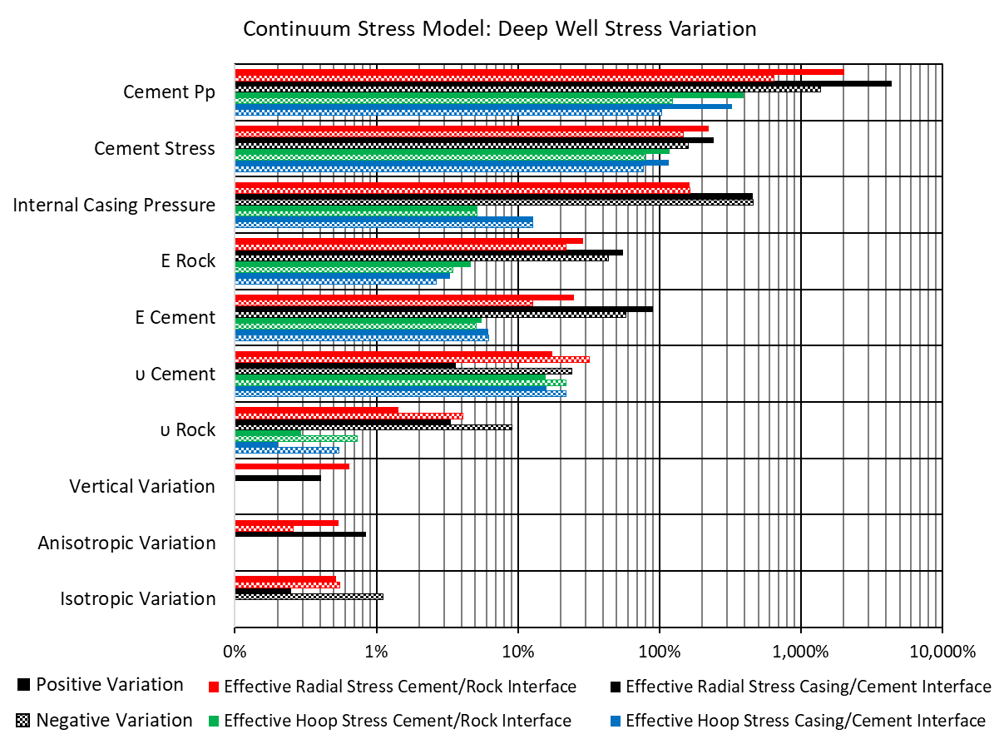 Continuum Stress Model: Deep Well Stress Variation
Cement Pp
Cement Stress
Internal Casing Pressure
E Rock
E Cement
υ Cement
υ Rock
Vertical Variation
Anisotropic Variation
Isotropic Variation
0% 1% 10% 100% 1,000% 10,000%
Positive Variation Effective Radial Stress Cement/Rock Interface Effective Radial Stress Casing/Cement Interface
Negative Variation Effective Hoop Stress Cement/Rock Interface Effective Hoop Stress Casing/Cement Interface